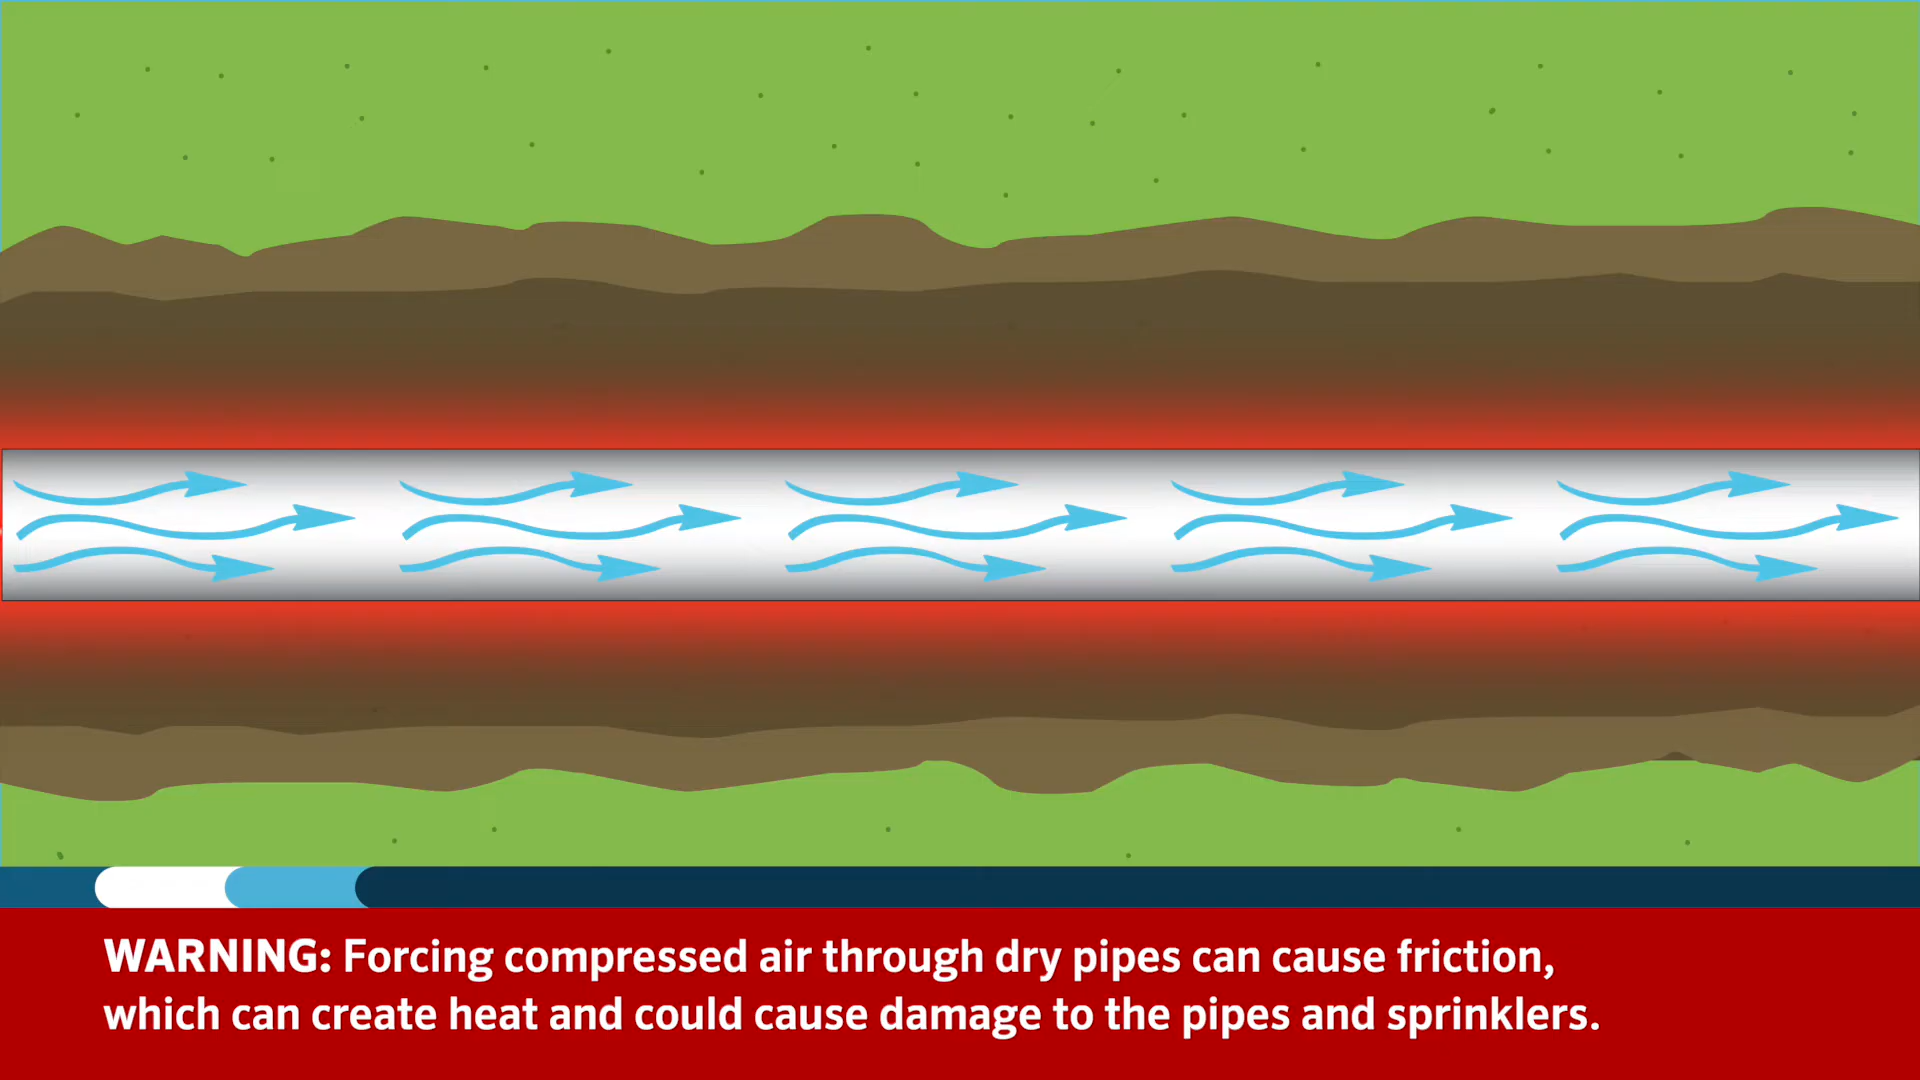 WARNING: Forcing compressed air through dry pipes can cause friction,
which can create heat and could cause damage to the pipes and sprinklers.